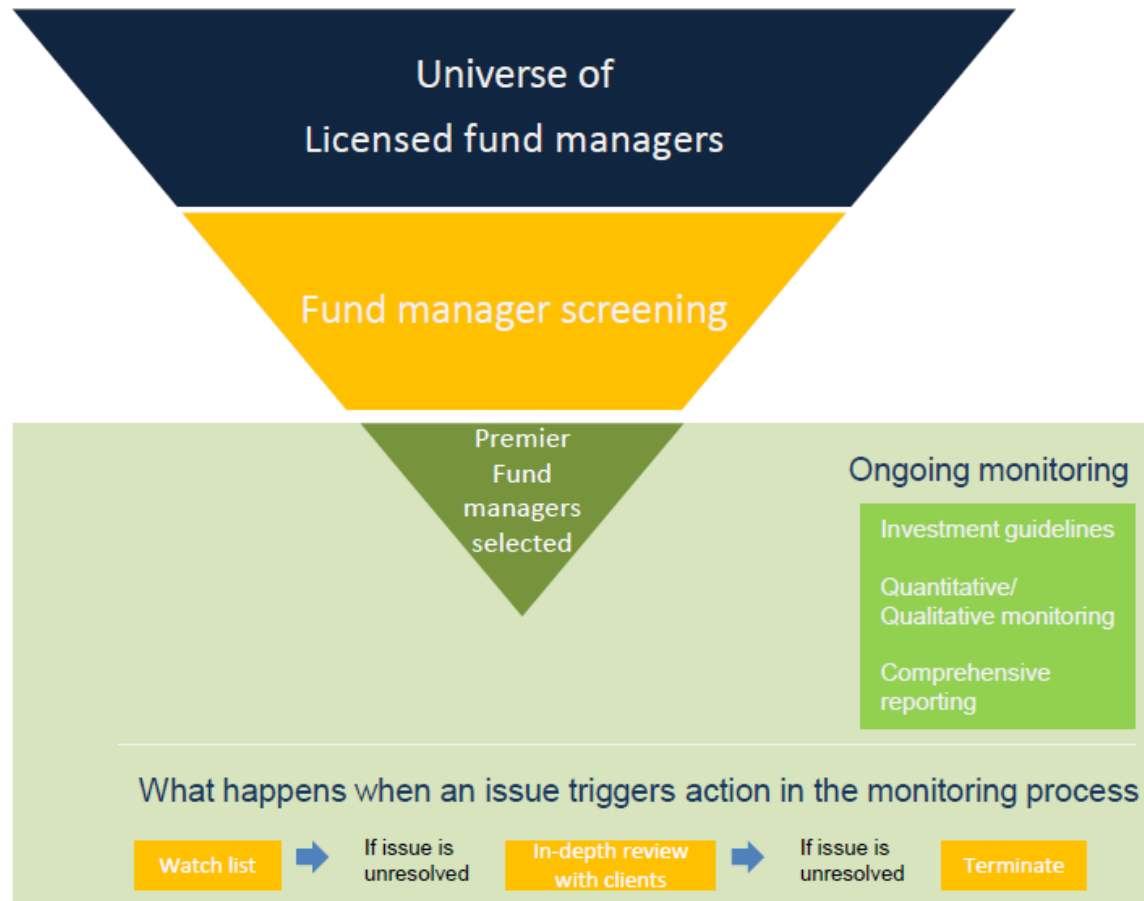 Universe of
Licensed fund managers
Fund manager screening
Premier
Fund
managers
selected
Ongoing monitoring
Investment guidelines
Quantitative/
Qualitative monitoring
Comprehensive
reporting
What happens when an issue triggers action in the monitoring process
Watch list
If issue is
unresolved
In-depth review
with clients
If issue is
unresolved
Terminate